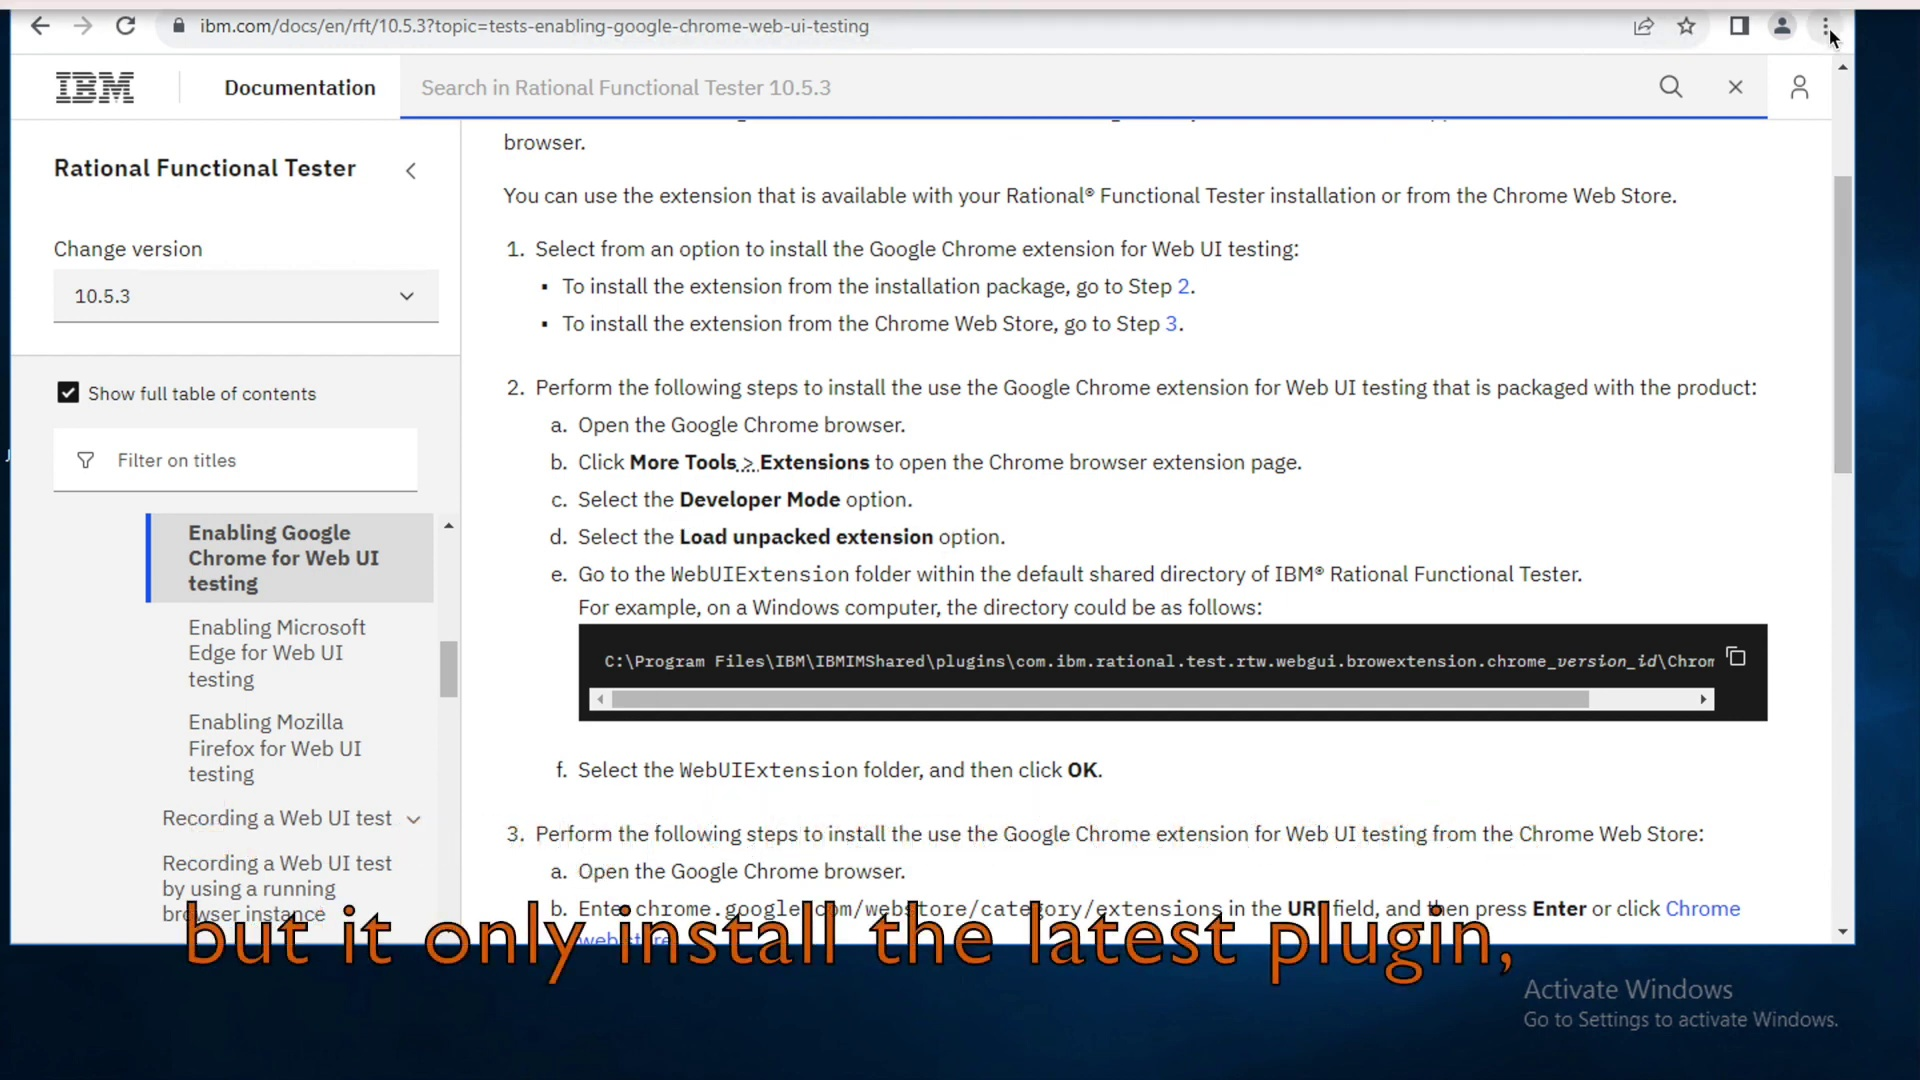 ibm.com/docs/en/rft/10.5.3?topic=tests-enabling-google-chrome-web-ui-testing
IBM
Documentation
Search in Rational Functional Tester 10.5.3
Rational Functional Tester
Change version
10.5.3
Show full table of contents
Filter on titles
Enabling Google
Chrome for Web UI
testing
Enabling Microsoft
Edge for Web UI
testing
Enabling Mozilla
Firefox for Web UI
testing
Recording a Web UI test
Recording a Web UI test
by using a running
browser instance
browser.
You can use the extension that is available with your Rational® Functional Tester installation or from the Chrome Web Store.
1. Select from an option to install the Google Chrome extension for Web UI testing:
▪ To install the extension from the installation package, go to Step 2.
▪ To install the extension from the Chrome Web Store, go to Step 3.
2. Perform the following steps to install the use the Google Chrome extension for Web UI testing that is packaged with the product:
a. Open the Google Chrome browser.
b. Click More Tools > Extensions to open the Chrome browser extension page.
c. Select the Developer Mode option.
d. Select the Load unpacked extension option.
e. Go to the WebUIExtension folder within the default shared directory of IBM® Rational Functional Tester.
For example, on a Windows computer, the directory could be as follows:
C:\Program Files\IBM\IBMIMShared\plugins\com.ibm.rational.test.rtw.webgui.browextension.chrome_version_id\Chrom
f. Select the WebUIExtension folder, and then click OK.
3. Perform the following steps to install the use the Google Chrome extension for Web UI testing from the Chrome Web Store:
a. Open the Google Chrome browser.
b. Enter chrome.google.com/webstore/category/extensions in the URL field, and then press Enter or click Chrome
web store
but it only install the latest plugin,
Activate Windows
Go to Settings to activate Windows.